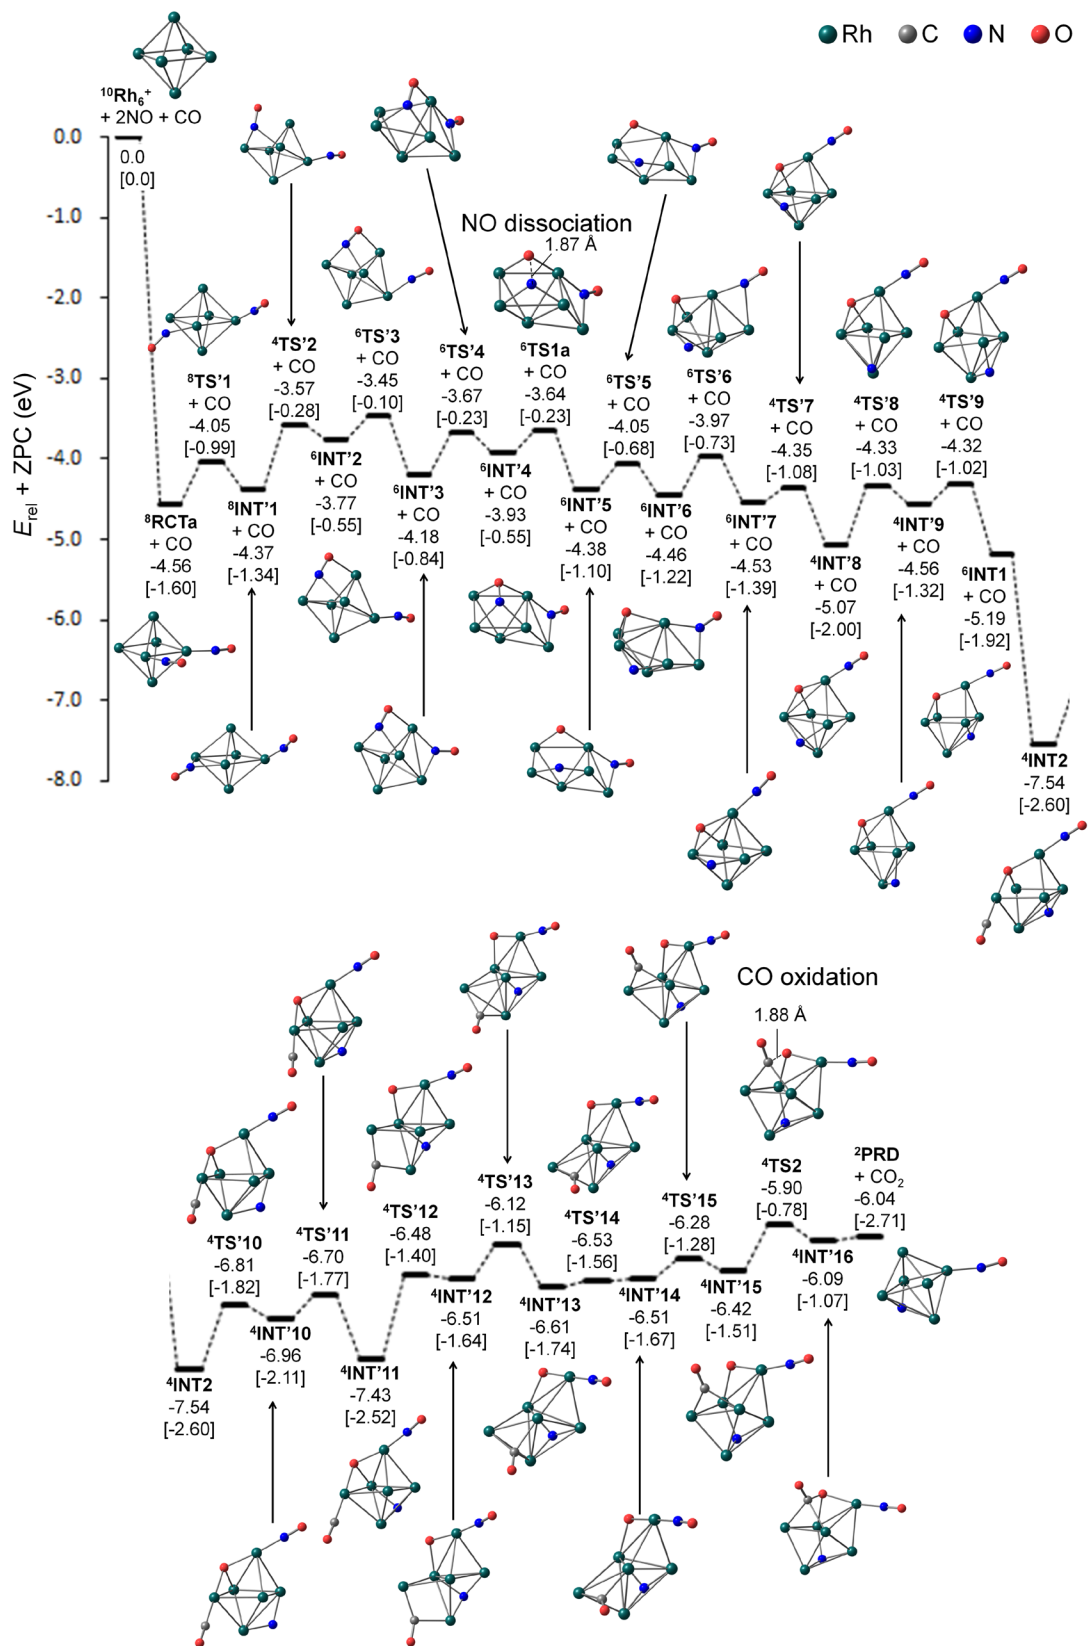 Rh C N O
¹⁰Rh₆⁺
+ 2NO + CO
0.0
-1.0
-2.0
-3.0
-4.0
-5.0
-6.0
-7.0
-8.0
E_rel + ZPC (eV)
0.0
[0.0]
NO dissociation
1.87 Å
⁸RCTa
+ CO
-4.56
[-1.60]
⁸TS'1
+ CO
-4.05
[-0.99]
⁸INT'1
+ CO
-4.37
[-1.34]
⁴TS'2
+ CO
-3.57
[-0.28]
⁶INT'2
+ CO
-3.77
[-0.55]
⁶TS'3
+ CO
-3.45
[-0.10]
⁶INT'3
+ CO
-4.18
[-0.84]
⁶TS'4
+ CO
-3.67
[-0.23]
⁶INT'4
+ CO
-3.93
[-0.55]
⁶TS1a
+ CO
-3.64
[-0.23]
⁶INT'5
+ CO
-4.38
[-1.10]
⁶TS'5
+ CO
-4.05
[-0.68]
⁶INT'6
+ CO
-4.46
[-1.22]
⁶TS'6
+ CO
-3.97
[-0.73]
⁶INT'7
+ CO
-4.53
[-1.39]
⁴TS'7
+ CO
-4.35
[-1.08]
⁴INT'8
+ CO
-5.07
[-2.00]
⁴TS'8
+ CO
-4.33
[-1.03]
⁴INT'9
+ CO
-4.56
[-1.32]
⁴TS'9
+ CO
-4.32
[-1.02]
⁶INT1
+ CO
-5.19
[-1.92]
⁴INT2
-7.54
[-2.60]
CO oxidation
1.88 Å
⁴INT2
-7.54
[-2.60]
⁴TS'10
-6.81
[-1.82]
⁴INT'10
-6.96
[-2.11]
⁴TS'11
-6.70
[-1.77]
⁴INT'11
-7.43
[-2.52]
⁴TS'12
-6.48
[-1.40]
⁴INT'12
-6.51
[-1.64]
⁴TS'13
-6.12
[-1.15]
⁴INT'13
-6.61
[-1.74]
⁴TS'14
-6.53
[-1.56]
⁴INT'14
-6.51
[-1.67]
⁴TS'15
-6.28
[-1.28]
⁴INT'15
-6.42
[-1.51]
⁴TS2
-5.90
[-0.78]
⁴INT'16
-6.09
[-1.07]
²PRD
+ CO₂
-6.04
[-2.71]